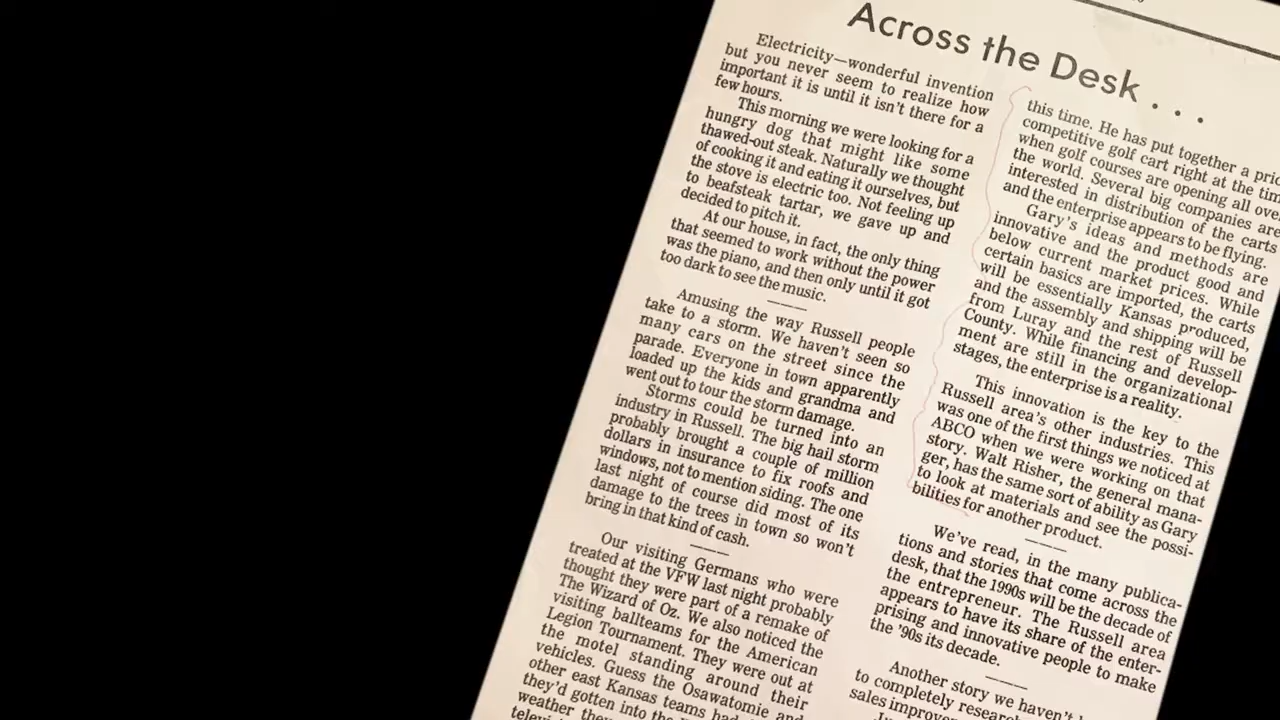 Across the Desk . . .
Electricity—wonderful invention
but you never seem to realize how
important it is until it isn't there for a
few hours.
This morning we were looking for a
hungry dog that might like some
thawed-out steak. Naturally we thought
of cooking it and eating it ourselves, but
the stove is electric too. Not feeling up
to beafsteak tartar, we gave up and
decided to pitch it.
At our house, in fact, the only thing
that seemed to work without the power
was the piano, and then only until it got
too dark to see the music.
Amusing the way Russell people
take to a storm. We haven't seen so
many cars on the street since the
parade. Everyone in town apparently
loaded up the kids and grandma and
went out to tour the storm damage.
Storms could be turned into an
industry in Russell. The big hail storm
probably brought a couple of million
dollars in insurance to fix roofs and
windows, not to mention siding. The one
last night of course did most of its
damage to the trees in town so won't
bring in that kind of cash.
Our visiting Germans who were
treated at the VFW last night probably
thought they were part of a remake of
The Wizard of Oz. We also noticed the
visiting ballteams for the American
Legion Tournament. They were out at
the motel standing around their
vehicles. Guess the Osawatomie and
other east Kansas teams had
they'd gotten into the
weather they
this time. He has put together a
competitive golf cart right at the
when golf courses are opening all
the world. Several big companies are
interested in distribution of the carts
and the enterprise appears to be flying.
Gary's ideas and methods are
innovative and the product good and
below current market prices. While
certain basics are imported, the carts
will be essentially Kansas produced,
and the assembly and shipping will be
from Luray and the rest of Russell
County. While financing and develop-
ment are still in the organizational
stages, the enterprise is a reality.
This innovation is the key to the
Russell area's other industries. This
was one of the first things we noticed at
ABCO when we were working on that
story. Walt Risher, the general mana-
ger, has the same sort of ability as Gary
to look at materials and see the possi-
bilities for another product.
We've read, in the many publica-
tions and stories that come across the
desk, that the 1990s will be the decade of
the entrepreneur. The Russell area
appears to have its share of the enter-
prising and innovative people to make
the '90s its decade.
Another story we haven't
to completely
sales